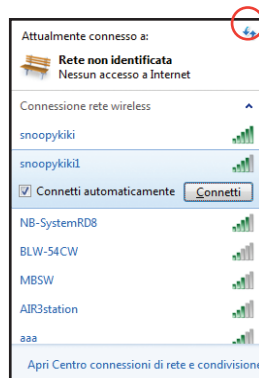 Attualmente connesso a:
Rete non identificata
Nessun accesso a Internet
Connessione rete wireless
snoopykiki
snoopykiki1
Connetti automaticamente Connetti
NB-SystemRD8
BLW-54CW
MBSW
AIR3station
aaa
Apri Centro connessioni di rete e condivisione